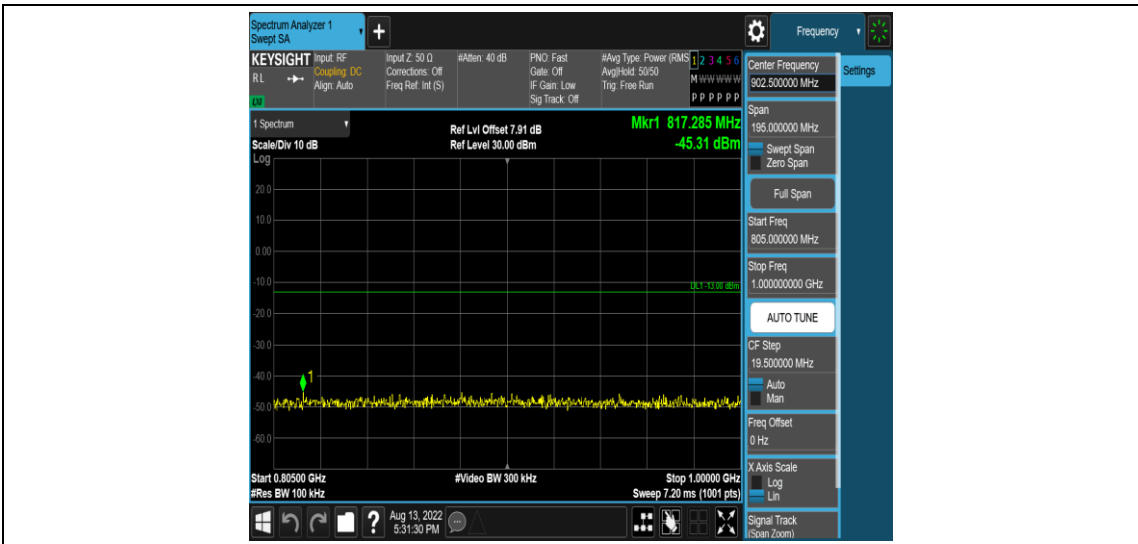 Spectrum Analyzer 1
Swept SA
+
Frequency
KEYSIGHT
RL
LXI
Input: RF
Coupling: DC
Align: Auto
Input Z: 50 Ω
Corrections: Off
Freq Ref: Int (S)
#Atten: 40 dB
PNO: Fast
Gate: Off
IF Gain: Low
Sig Track: Off
#Avg Type: Power (RMS
Avg|Hold: 50/50
Trig: Free Run
1 2 3 4 5 6
M W W W W W
P P P P P P
1 Spectrum
Scale/Div 10 dB
Ref Lvl Offset 7.91 dB
Ref Level 30.00 dBm
Mkr1 817.285 MHz
-45.31 dBm
Log
20.0
10.0
0.00
-10.0
DL1 -13.00 dBm
-20.0
-30.0
-40.0
1
-50.0
-60.0
Start 0.80500 GHz
#Res BW 100 kHz
#Video BW 300 kHz
Stop 1.00000 GHz
Sweep 7.20 ms (1001 pts)
?
Aug 13, 2022
5:31:30 PM
Center Frequency
902.500000 MHz
Settings
Span
195.000000 MHz
Swept Span
Zero Span
Full Span
Start Freq
805.000000 MHz
Stop Freq
1.000000000 GHz
AUTO TUNE
CF Step
19.500000 MHz
Auto
Man
Freq Offset
0 Hz
X Axis Scale
Log
Lin
Signal Track
(Span Zoom)